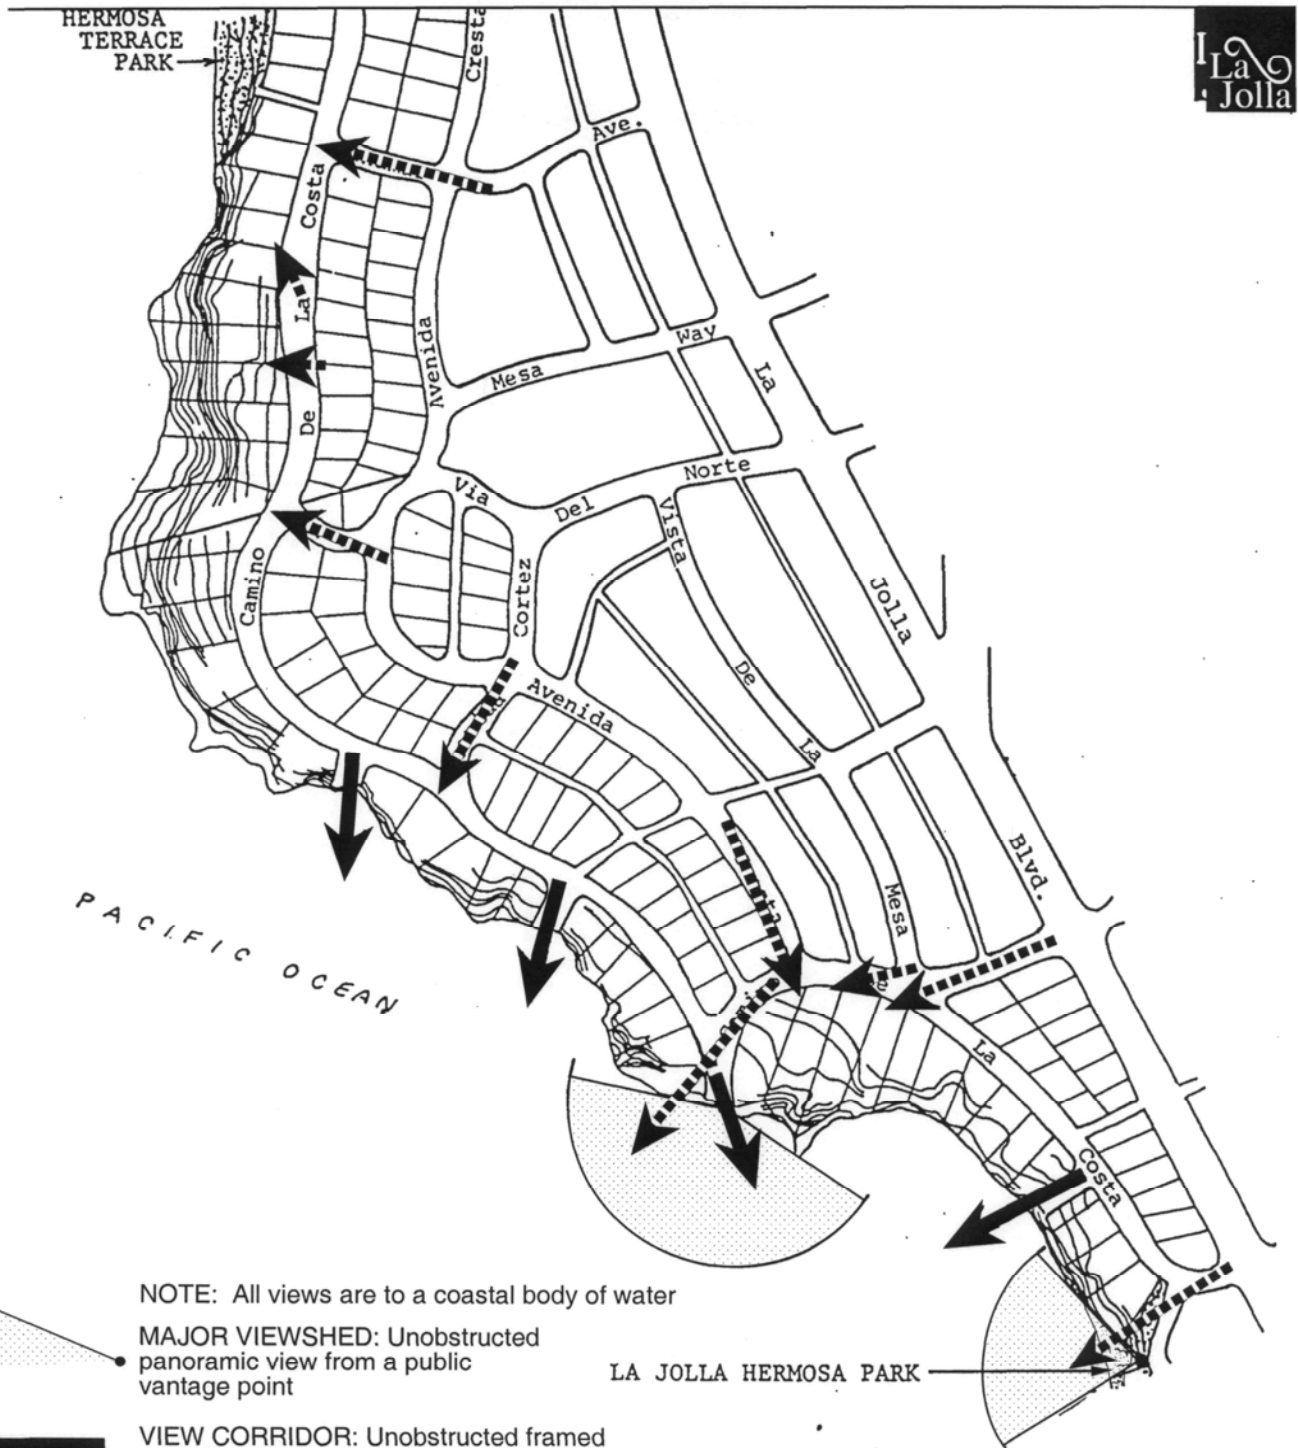 HERMOSA
TERRACE
PARK
La
Jolla
Cresta
Ave.
Costa
La
De
Camino
Avenida
Mesa
Way
La
Jolla
Blvd.
Via
Del
Norte
Vista
De
La
Mesa
Cortez
Avenida
La
Costa
PACIFIC OCEAN
NOTE: All views are to a coastal body of water
MAJOR VIEWSHED: Unobstructed
panoramic view from a public
vantage point
LA JOLLA HERMOSA PARK
VIEW CORRIDOR: Unobstructed framed